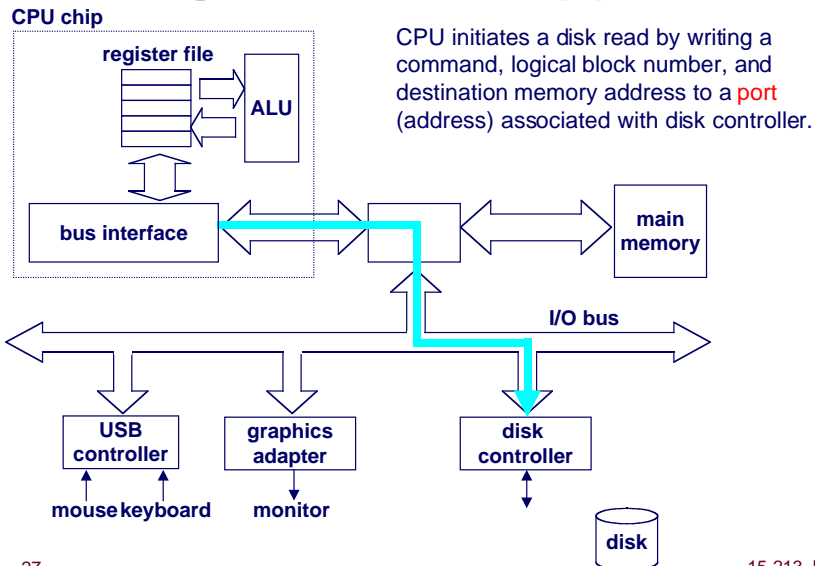 CPU chip
register file
ALU
CPU initiates a disk read by writing a
command, logical block number, and
destination memory address to a port
(address) associated with disk controller.
bus interface
main
memory
I/O bus
USB
controller
graphics
adapter
disk
controller
mouse keyboard
monitor
disk